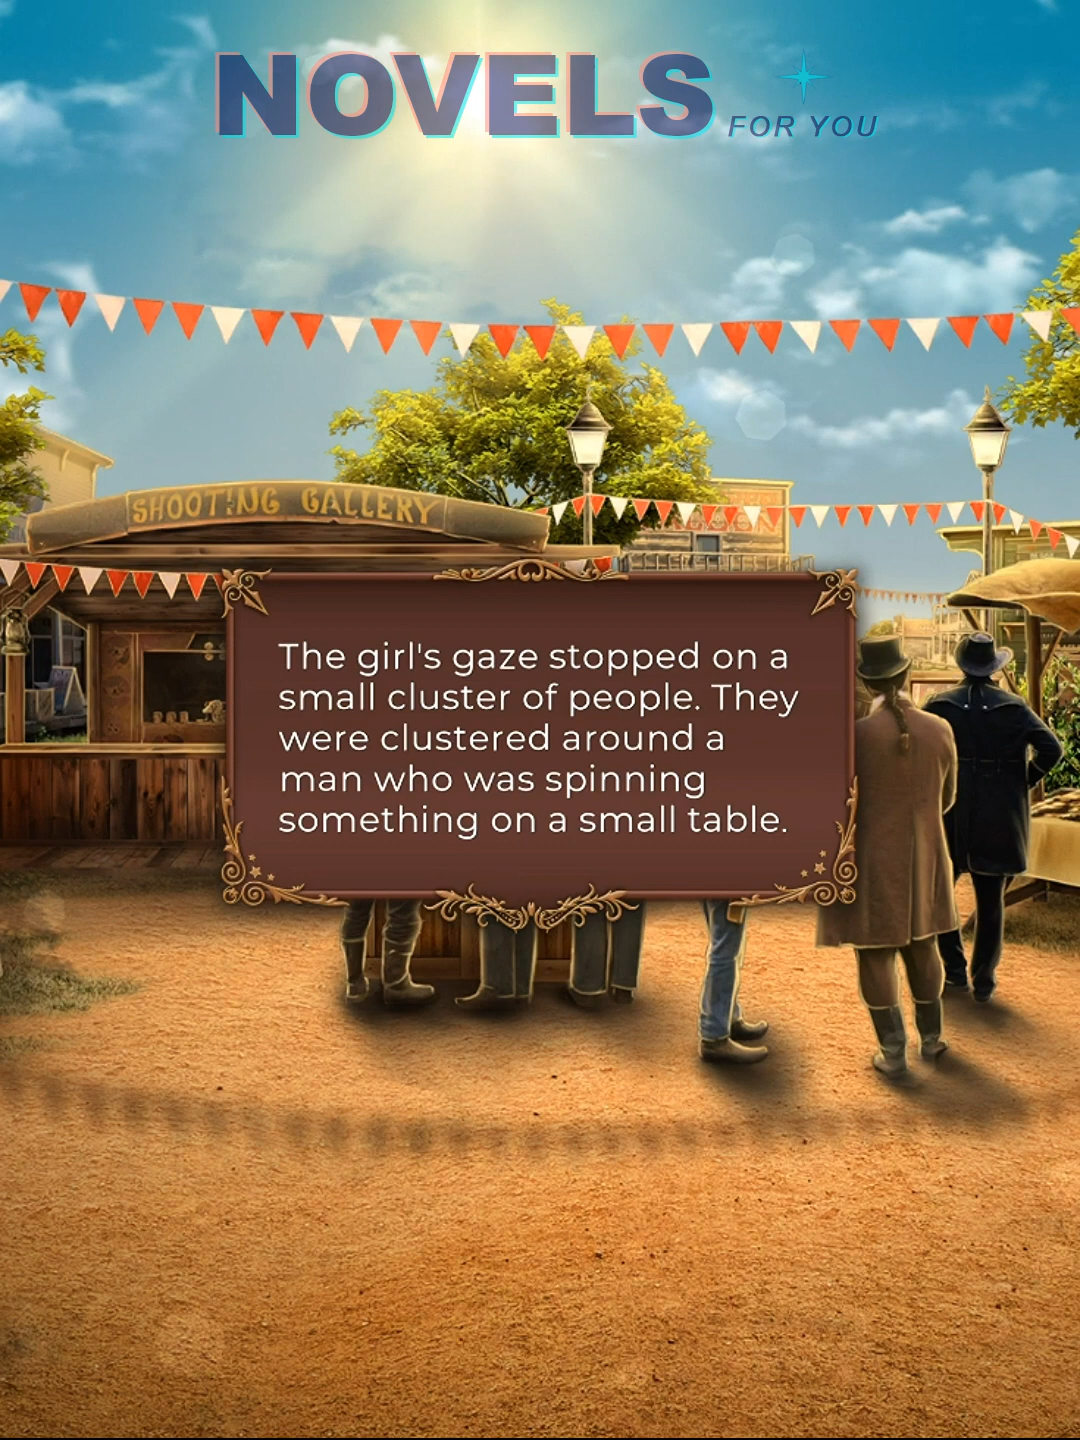 NOVELS
FOR YOU
SHOOTING GALLERY
The girl's gaze stopped on a
small cluster of people. They
were clustered around a
man who was spinning
something on a small table.